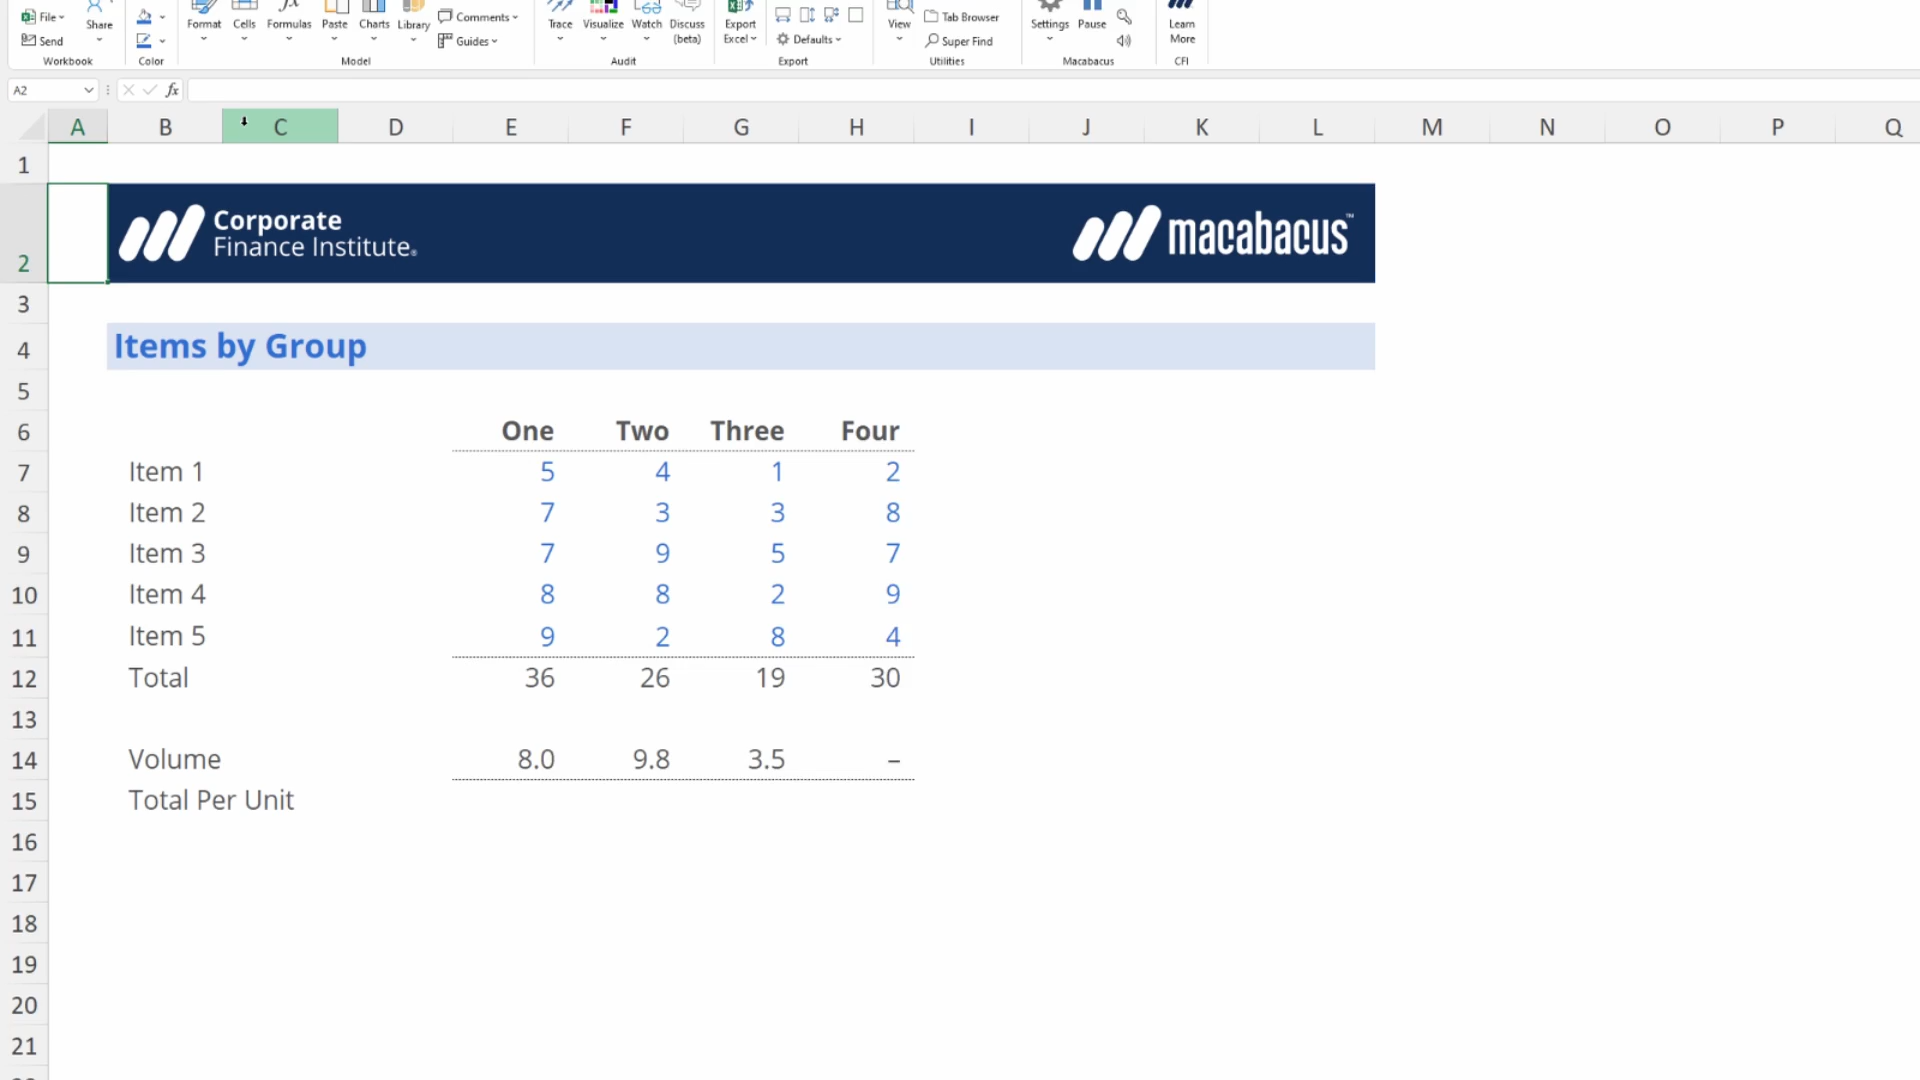 File Share Format Cells Formulas Paste Charts Library Comments Trace Visualize Watch Discuss Export View Tab Browser Settings Pause Learn
Send Guides (beta) Excel Defaults Super Find More
Workbook Color Model Audit Export Utilities Macabacus CFI
A2 fx
A B C D E F G H I J K L M N O P Q
1
2 Corporate Finance Institute® macabacus™
3
4 Items by Group
5
6 One Two Three Four
7 Item 1 5 4 1 2
8 Item 2 7 3 3 8
9 Item 3 7 9 5 7
10 Item 4 8 8 2 9
11 Item 5 9 2 8 4
12 Total 36 26 19 30
13
14 Volume 8.0 9.8 3.5 –
15 Total Per Unit
16
17
18
19
20
21